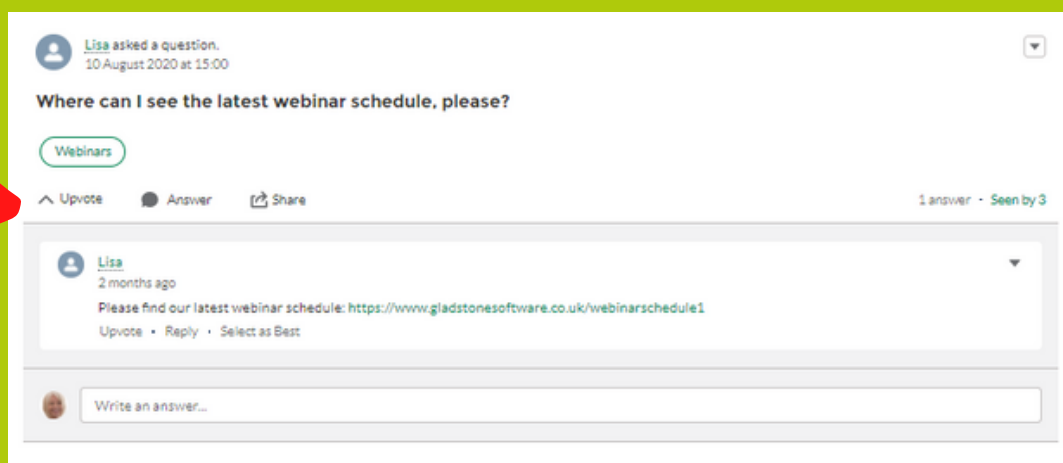 Lisa asked a question.
10 August 2020 at 15:00
Where can I see the latest webinar schedule, please?
Webinars
Upvote Answer Share 1 answer · Seen by 3
Lisa
2 months ago
Please find our latest webinar schedule: https://www.gladstonesoftware.co.uk/webinarschedule1
Upvote · Reply · Select as Best
Write an answer...